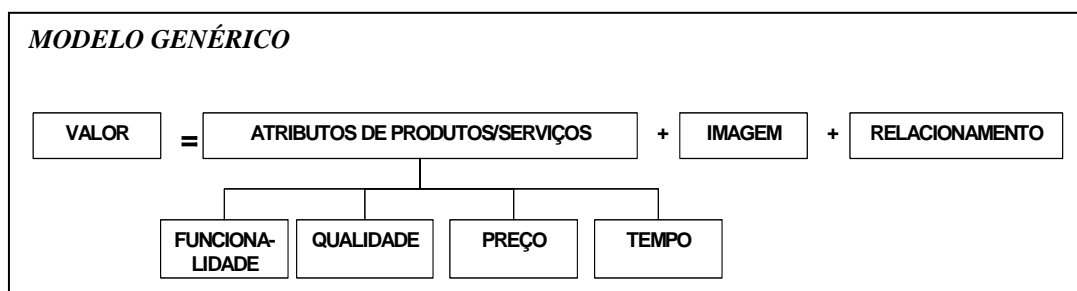 MODELO GENÉRICO
VALOR = ATRIBUTOS DE PRODUTOS/SERVIÇOS + IMAGEM + RELACIONAMENTO
FUNCIONA- QUALIDADE PREÇO TEMPO
LIDADE